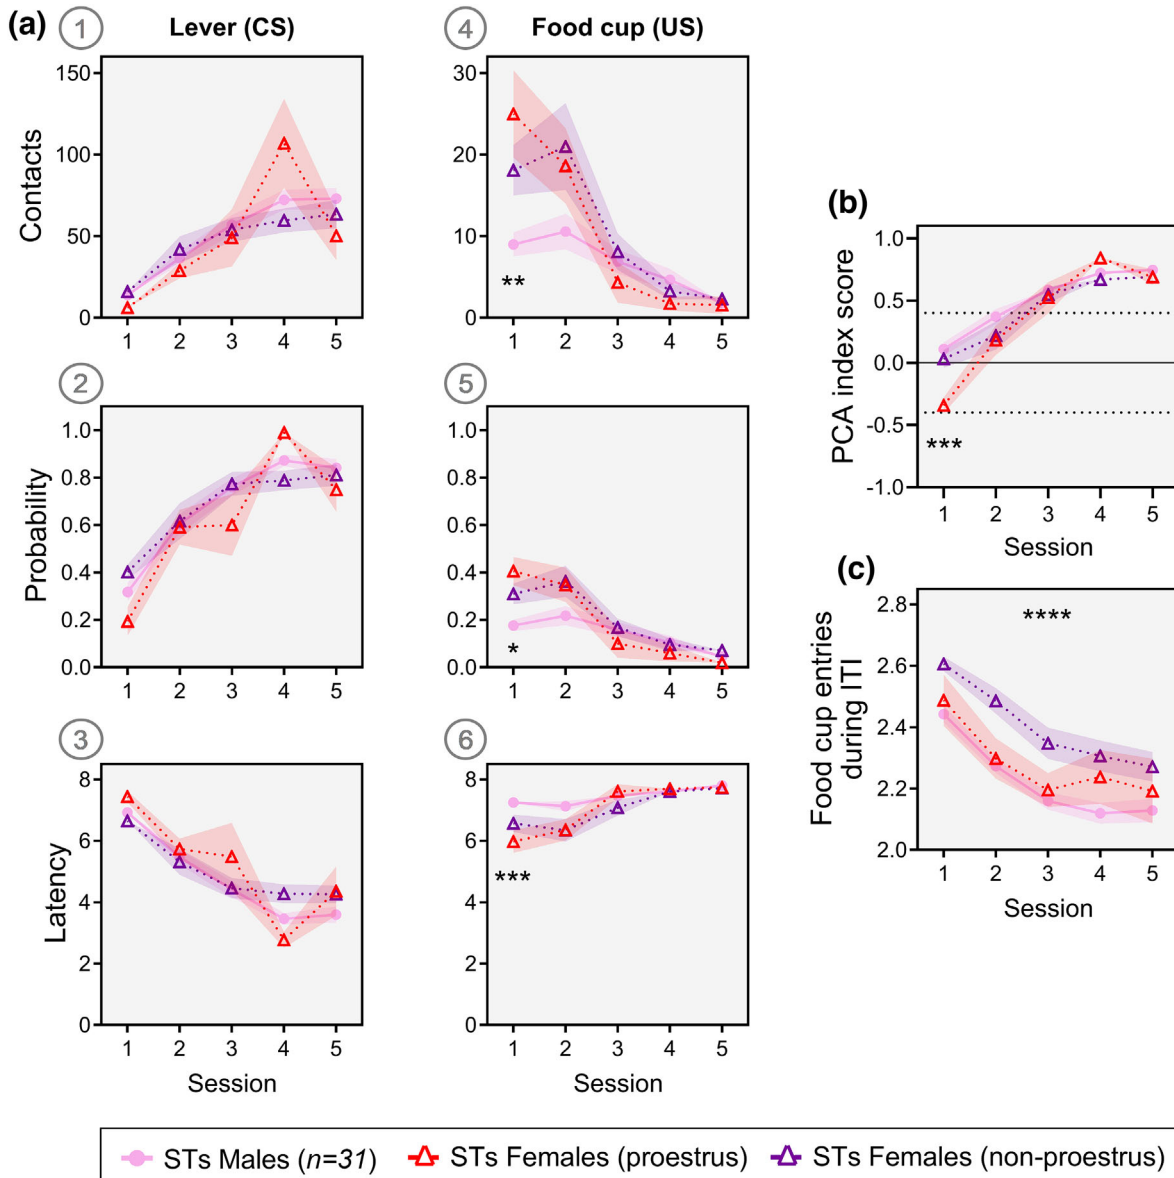 (a) 1 Lever (CS) 4 Food cup (US)
150
100
50
0
Contacts
1 2 3 4 5
30
20
10
0
**
1 2 3 4 5
2
1.0
0.8
0.6
0.4
0.2
0.0
Probability
1 2 3 4 5
5
1.0
0.8
0.6
0.4
0.2
0.0
*
1 2 3 4 5
3
8
6
4
2
0
Latency
1 2 3 4 5
Session
6
8
6
4
2
0
***
1 2 3 4 5
Session
(b)
1.0
0.5
0.0
-0.5
-1.0
PCA index score
***
1 2 3 4 5
Session
(c)
2.8
2.6
2.4
2.2
2.0
Food cup entries
during ITI
****
1 2 3 4 5
Session
STs Males (n=31) STs Females (proestrus) STs Females (non-proestrus)